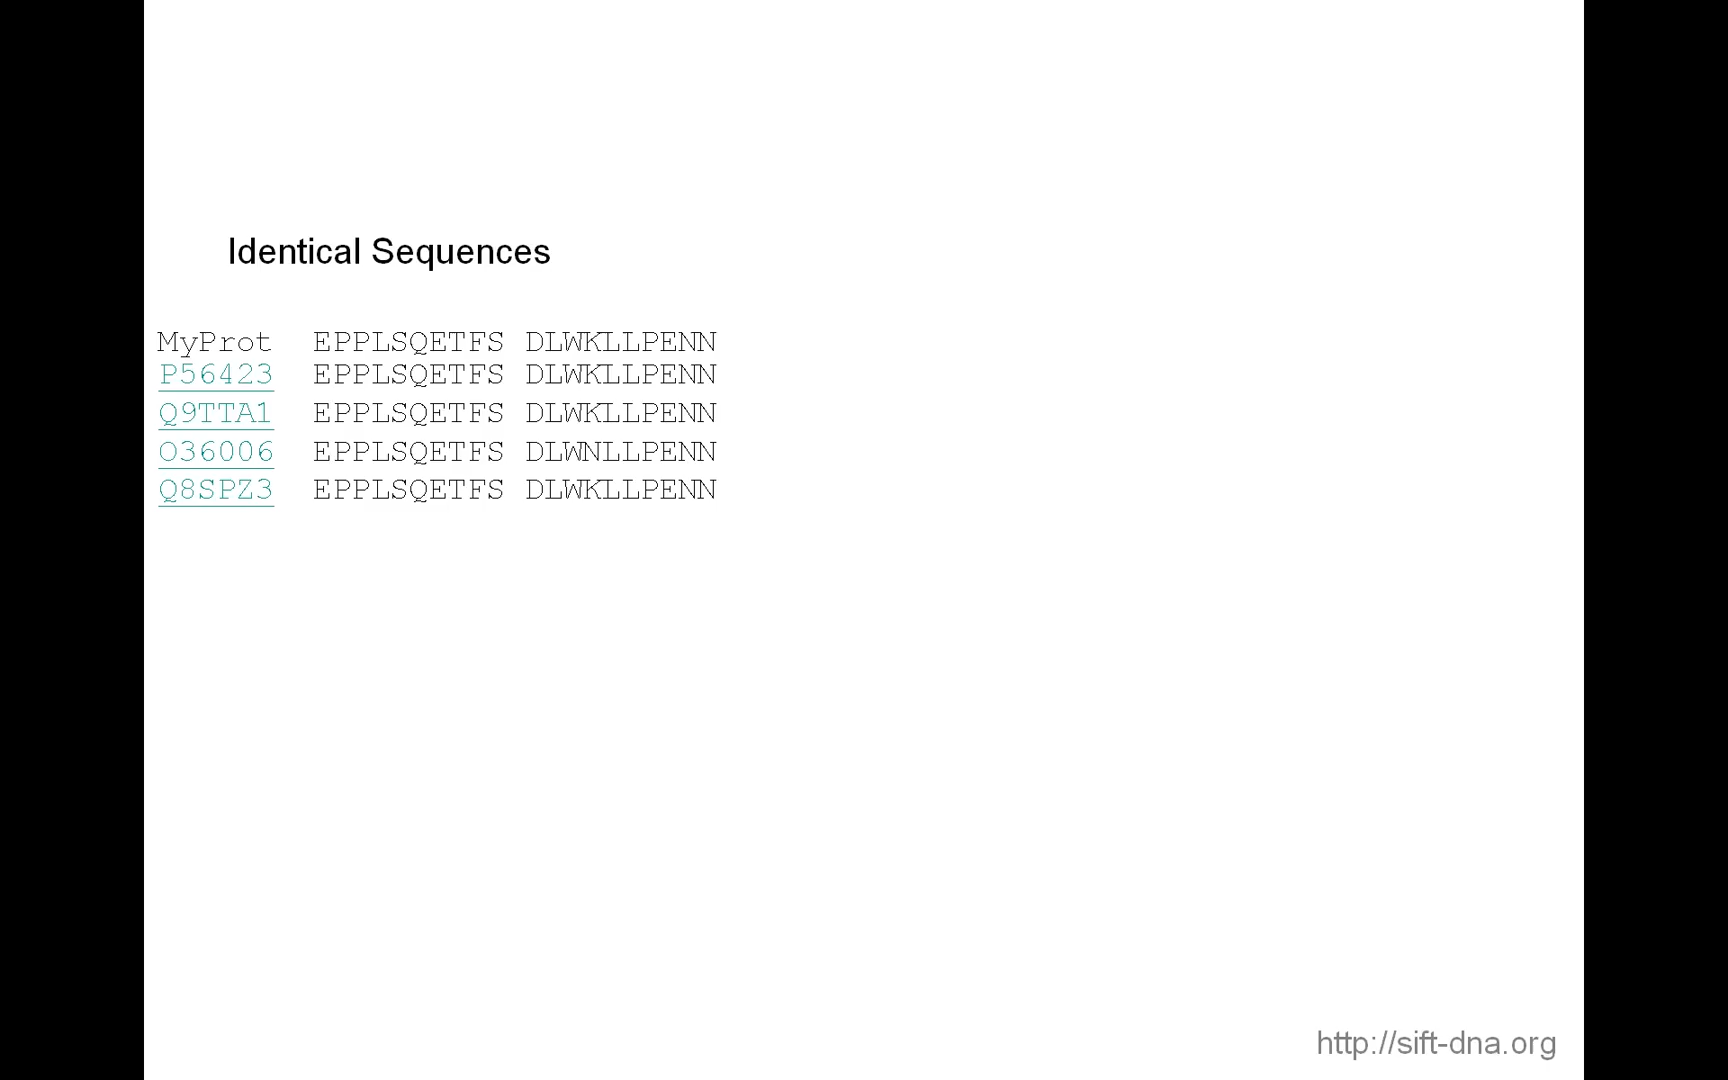 Identical Sequences
MyProt EPPLSQETFS DLWKLLPENN
P56423 EPPLSQETFS DLWKLLPENN
Q9TTA1 EPPLSQETFS DLWKLLPENN
O36006 EPPLSQETFS DLWNLLPENN
Q8SPZ3 EPPLSQETFS DLWKLLPENN
http://sift-dna.org